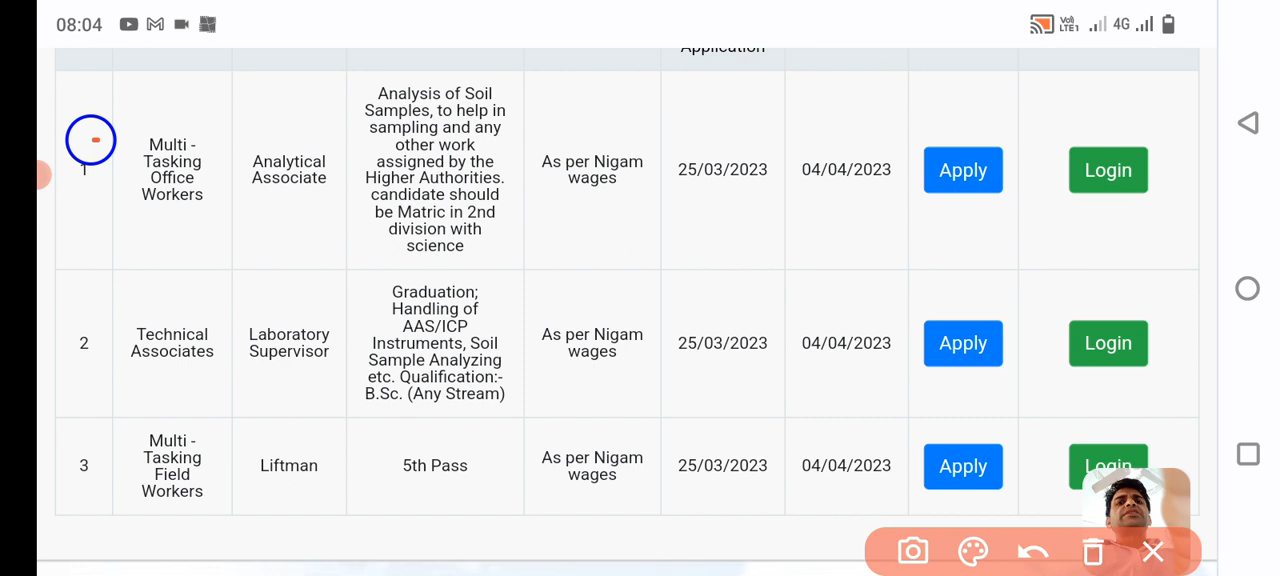 08:04
Vo)
LTE1
4G
Application
1
Multi -
Tasking
Office
Workers
Analytical
Associate
Analysis of Soil
Samples, to help in
sampling and any
other work
assigned by the
Higher Authorities.
candidate should
be Matric in 2nd
division with
science
As per Nigam
wages
25/03/2023
04/04/2023
Apply
Login
2
Technical
Associates
Laboratory
Supervisor
Graduation;
Handling of
AAS/ICP
Instruments, Soil
Sample Analyzing
etc. Qualification:-
B.Sc. (Any Stream)
As per Nigam
wages
25/03/2023
04/04/2023
Apply
Login
3
Multi -
Tasking
Field
Workers
Liftman
5th Pass
As per Nigam
wages
25/03/2023
04/04/2023
Apply
Login